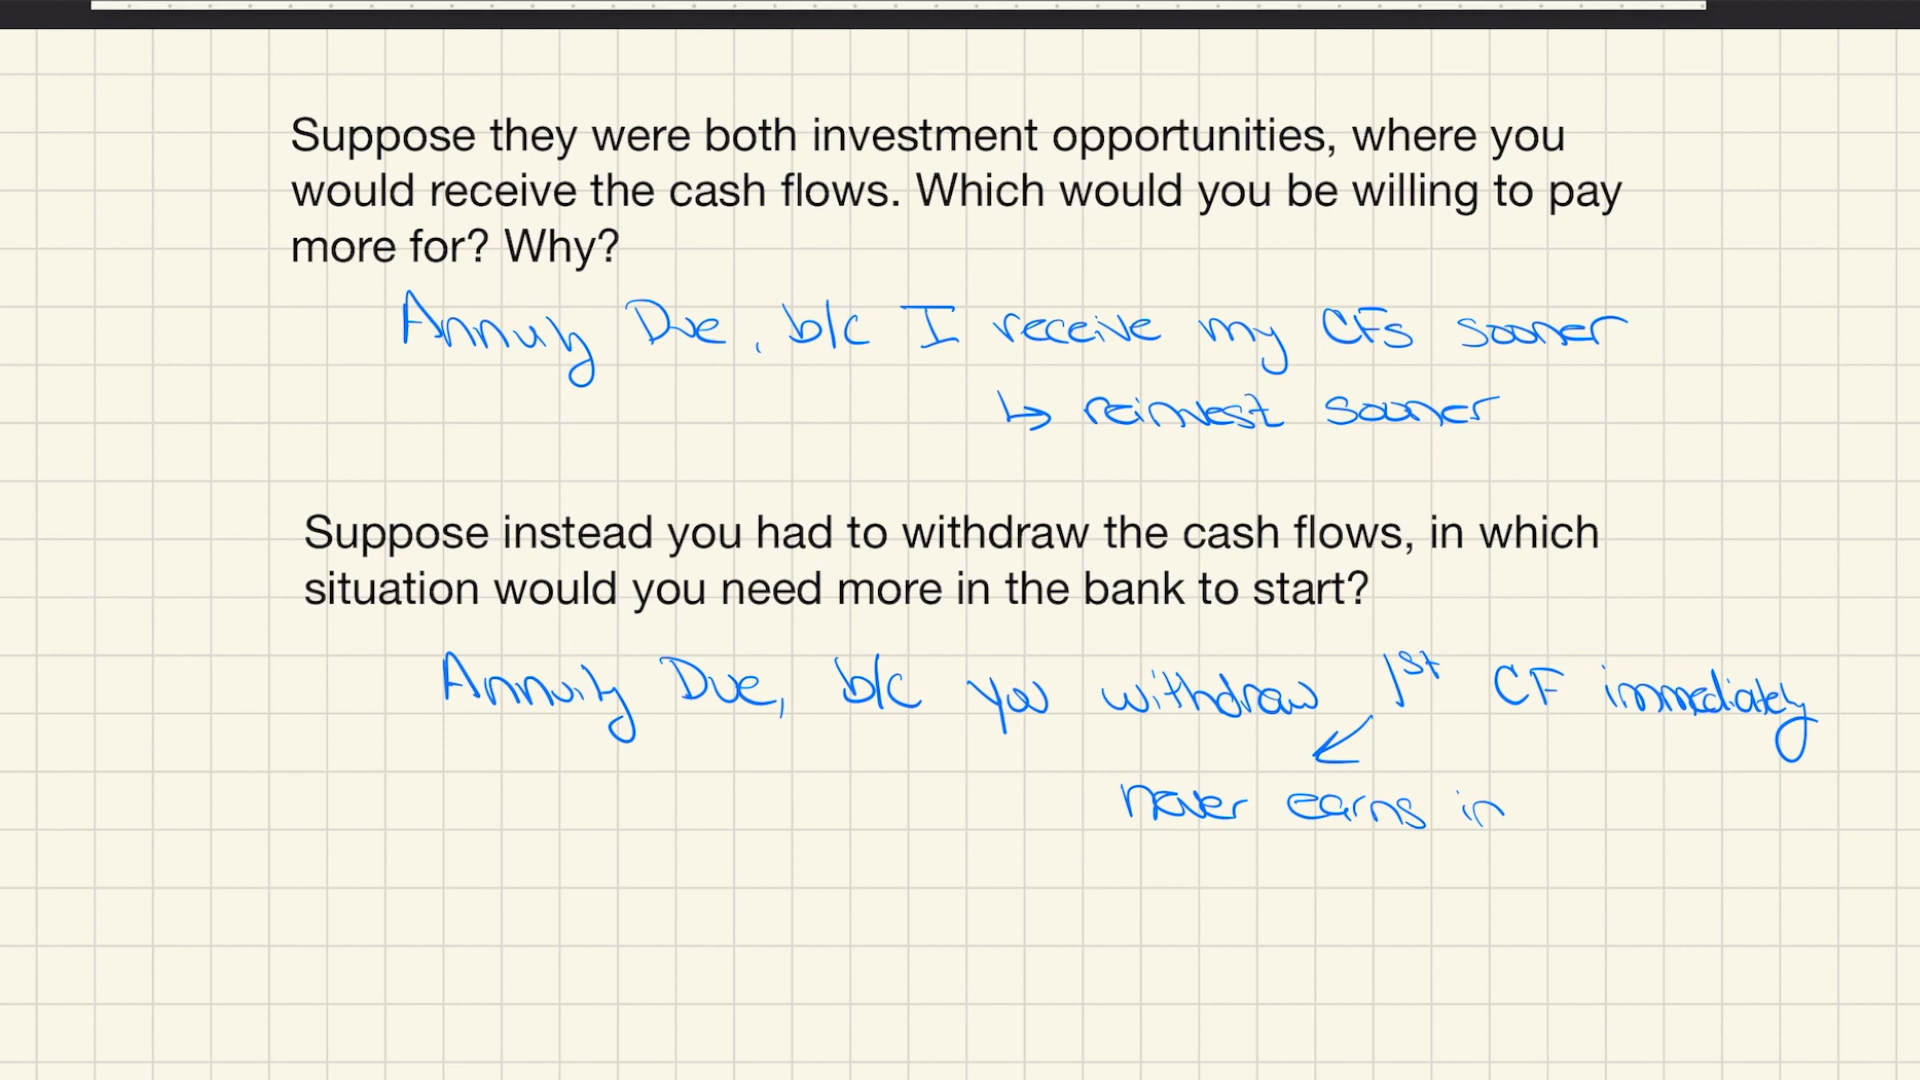 Suppose they were both investment opportunities, where you
would receive the cash flows. Which would you be willing to pay
more for? Why?
Annuity Due, b/c I receive my CFs sooner
↳ reinvest sooner
Suppose instead you had to withdraw the cash flows, in which
situation would you need more in the bank to start?
Annuity Due, b/c you withdraw 1st CF immediately
never earns in